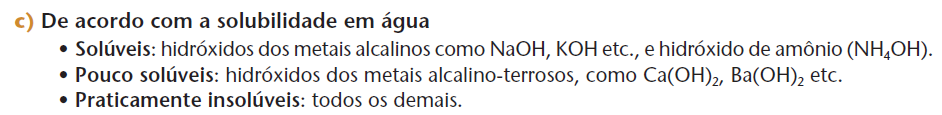 c) De acordo com a solubilidade em água
• Solúveis: hidróxidos dos metais alcalinos como NaOH, KOH etc., e hidróxido de amônio (NH₄OH).
• Pouco solúveis: hidróxidos dos metais alcalino-terrosos, como Ca(OH)₂, Ba(OH)₂ etc.
• Praticamente insolúveis: todos os demais.